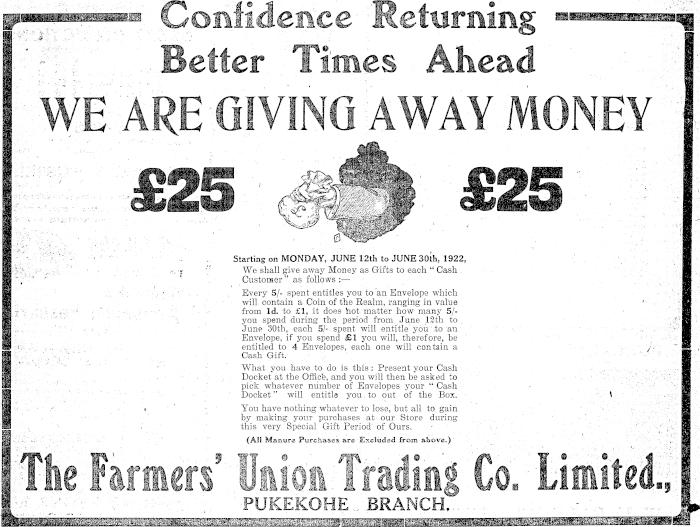 Confidence Returning
Better Times Ahead
WE ARE GIVING AWAY MONEY
£25 £25
Starting on MONDAY, JUNE 12th to JUNE 30th, 1922,
We shall give away Money as Gifts to each "Cash
Customer" as follows :—
Every 5/- spent entitles you to an Envelope which
will contain a Coin of the Realm, ranging in value
from 1d. to £1, it does not matter how many 5/-
you spend during the period from June 12th to
June 30th, each 5/- spent will entitle you to an
Envelope, if you spend £1 you will, therefore, be
entitled to 4 Envelopes, each one will contain a
Cash Gift.
What you have to do is this: Present your Cash
Docket at the Office, and you will then be asked to
pick whatever number of Envelopes your "Cash
Docket" will entitle you to out of the Box.
You have nothing whatever to lose, but all to gain
by making your purchases at our Store during
this very Special Gift Period of Ours.
(All Manure Purchases are Excluded from above.)
The Farmers' Union Trading Co. Limited.,
PUKEKOHE BRANCH.